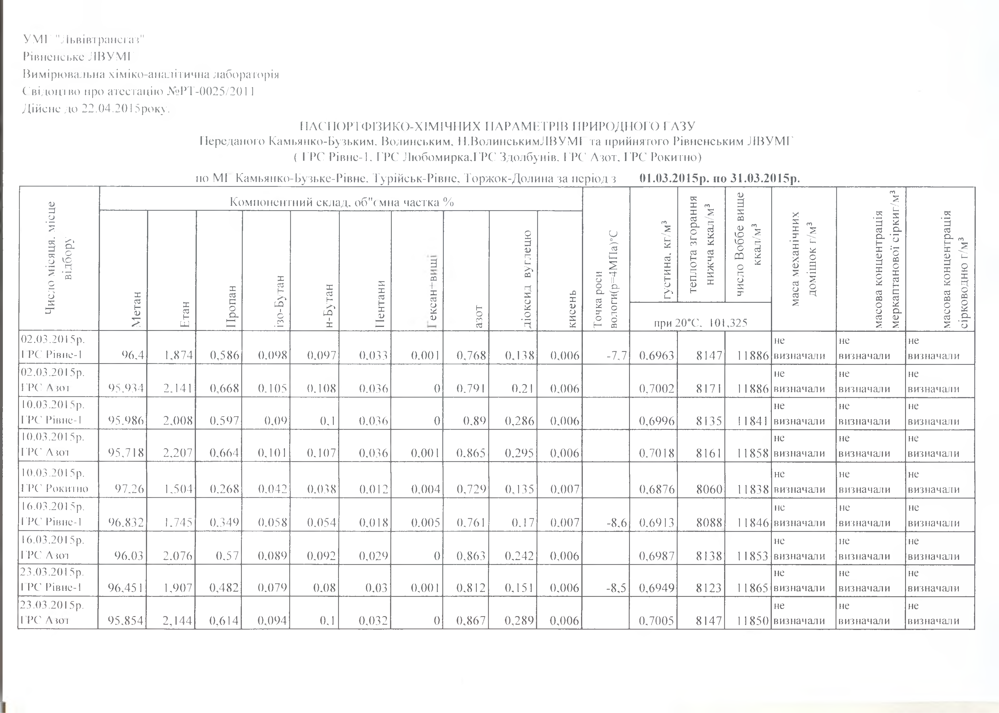 УМГ "Львівтрансгаз"
Рівненське ЛВУМГ
Вимірювальна хіміко-аналітична лабораторія
Свідоцтво про атестацію №РТ-0025/2011
Дійсне до 22.04.2015року.
ПАСПОРТФІЗИКО-ХІМІЧНИХ ПАРАМЕТРІВ ПРИРОДНОГО ГАЗУ
Переданого Камьянко-Бузьким, Волинським, Н.ВолинськимЛВУМГ та прийнятого Рівненським ЛВУМГ
( ГРС Рівне-1, ГРС Любомирка,ГРС Здолбунів, ГРС Азот, ГРС Рокитно)
по МГ Камьянко-Бузьке-Рівне, Турійськ-Рівне, Торжок-Долина за період з 01.03.2015р. по 31.03.2015р.
Число місяця, місце відбору
Компонентний склад, об"ємна частка %
Метан
Етан
Пропан
ізо-Бутан
н-Бутан
Пентани
Гексан+вищі
азот
діоксид вуглецю
кисень
Точка роси вологи(р=4МПа)°С
густина, кг/м³
теплота згорання нижча ккал/м³
число Воббе вище ккал/м³
при 20°С, 101,325
маса механічних домішок г/м³
масова концентрація меркаптанової сіркиг/м³
масова концентрація сірководню г/м³
02.03.2015р. ГРС Рівне-1 96,4 1,874 0,586 0,098 0,097 0,033 0,001 0,768 0,138 0,006 -7,7 0,6963 8147 11886 не визначали не визначали не визначали
02.03.2015р. ГРС Азот 95,934 2,141 0,668 0,105 0,108 0,036 0 0,791 0,21 0,006 0,7002 8171 11886 не визначали не визначали не визначали
10.03.2015р. ГРС Рівне-1 95,986 2,008 0,597 0,09 0,1 0,036 0 0,89 0,286 0,006 0,6996 8135 11841 не визначали не визначали не визначали
10.03.2015р. ГРС Азот 95,718 2,207 0,664 0,101 0,107 0,036 0,001 0,865 0,295 0,006 0,7018 8161 11858 не визначали не визначали не визначали
10.03.2015р. ГРС Рокитно 97,26 1,504 0,268 0,042 0,038 0,012 0,004 0,729 0,135 0,007 0,6876 8060 11838 не визначали не визначали не визначали
16.03.2015р. ГРС Рівне-1 96,832 1,745 0,349 0,058 0,054 0,018 0,005 0,761 0,17 0,007 -8,6 0,6913 8088 11846 не визначали не визначали не визначали
16.03.2015р. ГРС Азот 96,03 2,076 0,57 0,089 0,092 0,029 0 0,863 0,242 0,006 0,6987 8138 11853 не визначали не визначали не визначали
23.03.2015р. ГРС Рівне-1 96,451 1,907 0,482 0,079 0,08 0,03 0,001 0,812 0,151 0,006 -8,5 0,6949 8123 11865 не визначали не визначали не визначали
23.03.2015р. ГРС Азот 95,854 2,144 0,614 0,094 0,1 0,032 0 0,867 0,289 0,006 0,7005 8147 11850 не визначали не визначали не визначали